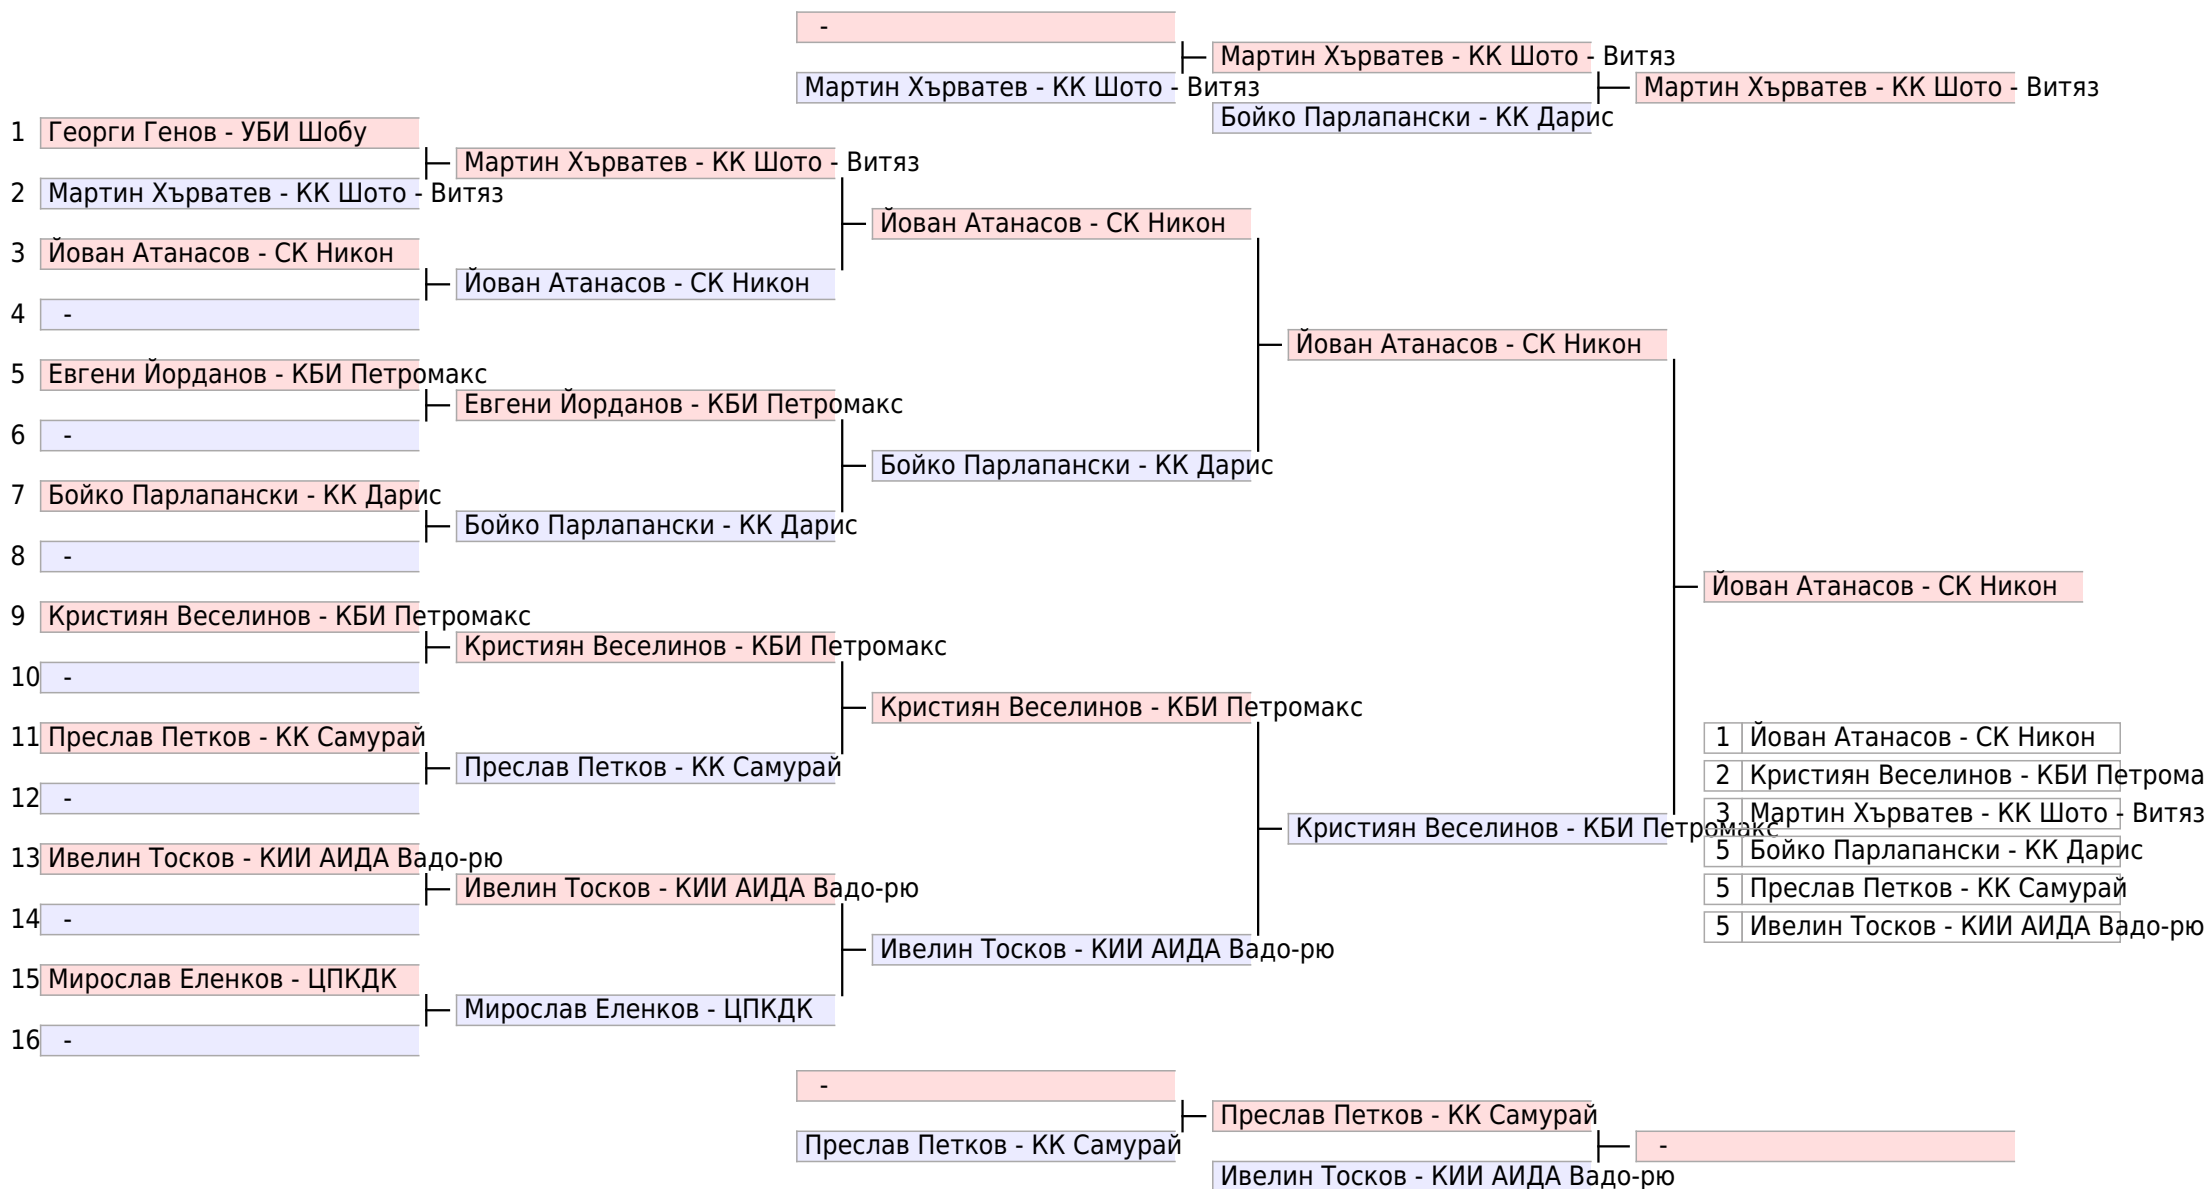 -
Мартин Хърватев - КК Шото - Витяз
Мартин Хърватев - КК Шото - Витяз
Мартин Хърватев - КК Шото - Витяз
Бойко Парлапански - КК Дарис
1 Георги Генов - УБИ Шобу
Мартин Хърватев - КК Шото - Витяз
2 Мартин Хърватев - КК Шото - Витяз
Йован Атанасов - СК Никон
3 Йован Атанасов - СК Никон
Йован Атанасов - СК Никон
4 -
Йован Атанасов - СК Никон
5 Евгени Йорданов - КБИ Петромакс
Евгени Йорданов - КБИ Петромакс
6 -
Бойко Парлапански - КК Дарис
7 Бойко Парлапански - КК Дарис
Бойко Парлапански - КК Дарис
8 -
Йован Атанасов - СК Никон
9 Кристиян Веселинов - КБИ Петромакс
Кристиян Веселинов - КБИ Петромакс
10 -
Кристиян Веселинов - КБИ Петромакс
11 Преслав Петков - КК Самурай
Преслав Петков - КК Самурай
12 -
Кристиян Веселинов - КБИ Петромакс
13 Ивелин Тосков - КИИ АИДА Вадо-рю
Ивелин Тосков - КИИ АИДА Вадо-рю
14 -
Ивелин Тосков - КИИ АИДА Вадо-рю
15 Мирослав Еленков - ЦПКДК
Мирослав Еленков - ЦПКДК
16 -
1 Йован Атанасов - СК Никон
2 Кристиян Веселинов - КБИ Петрома
3 Мартин Хърватев - КК Шото - Витяз
5 Бойко Парлапански - КК Дарис
5 Преслав Петков - КК Самурай
5 Ивелин Тосков - КИИ АИДА Вадо-рю
-
Преслав Петков - КК Самурай
Преслав Петков - КК Самурай
-
Ивелин Тосков - КИИ АИДА Вадо-рю